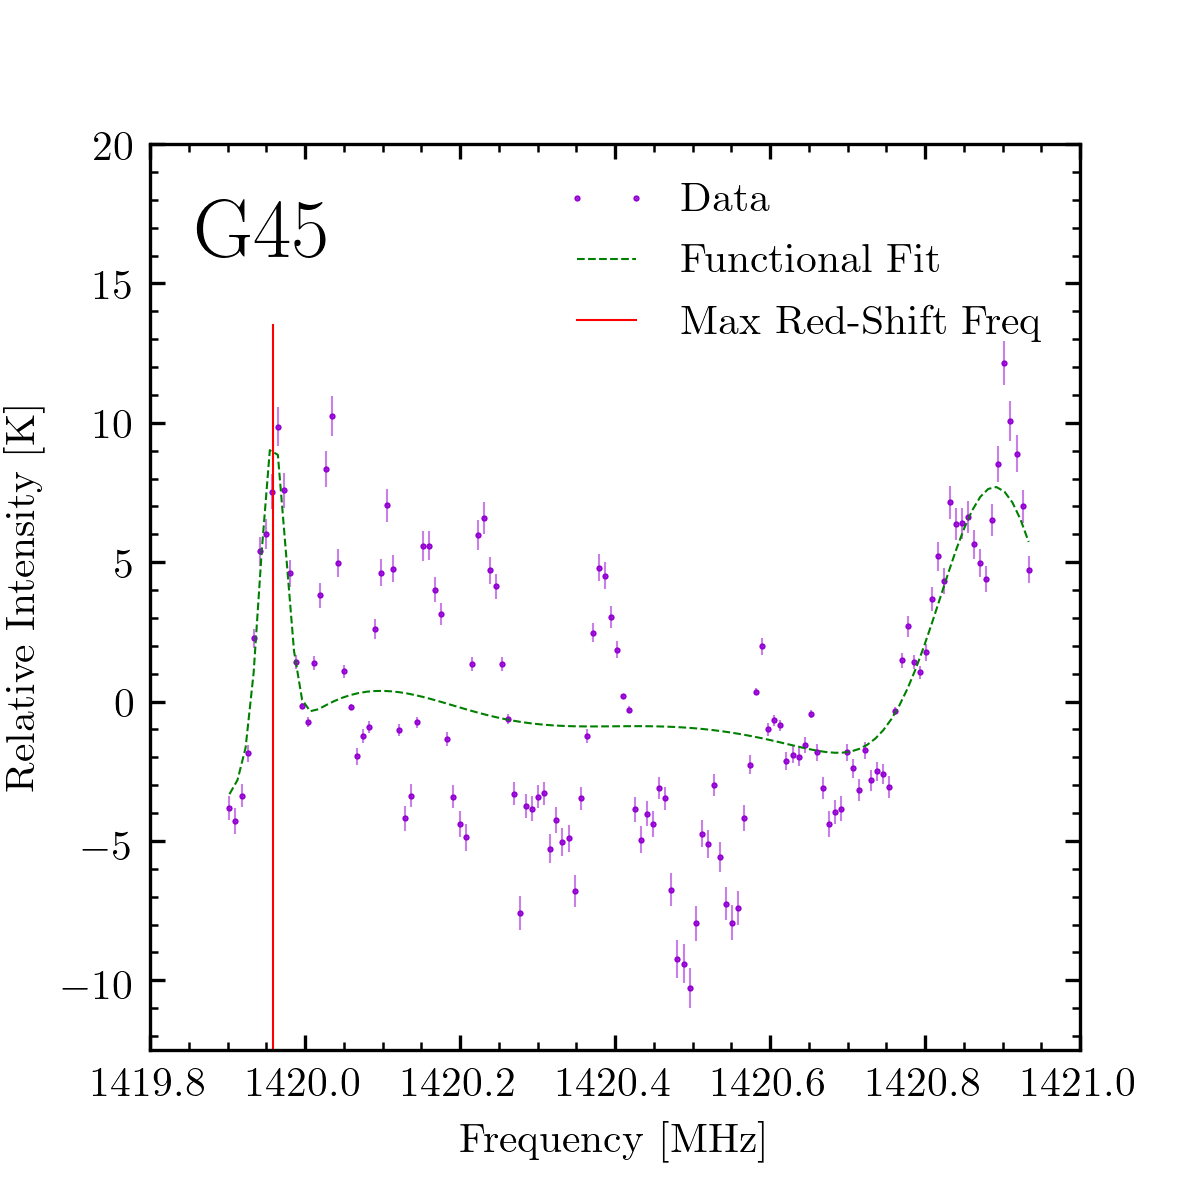 G45
Data
Functional Fit
Max Red-Shift Freq
20
15
10
5
0
−5
−10
Relative Intensity [K]
1419.8 1420.0 1420.2 1420.4 1420.6 1420.8 1421.0
Frequency [MHz]